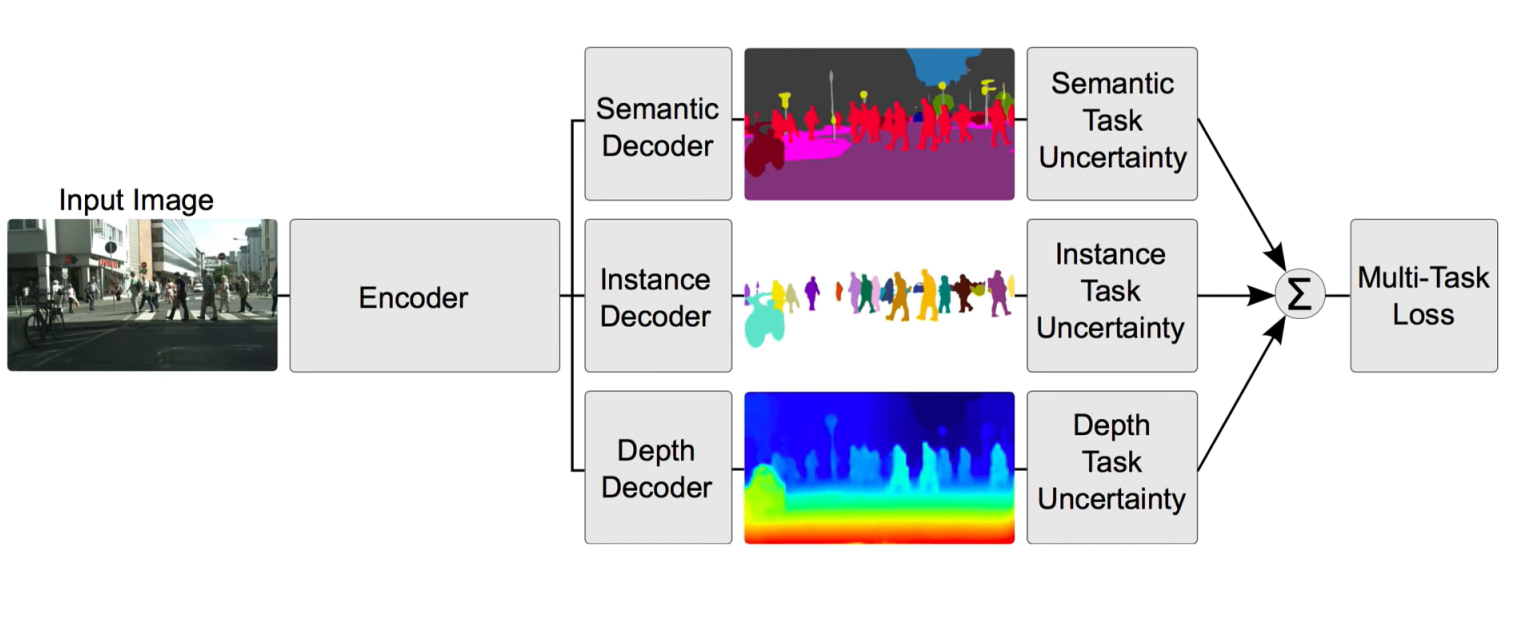 Input Image
Encoder
Semantic
Decoder
Instance
Decoder
Depth
Decoder
Semantic
Task
Uncertainty
Instance
Task
Uncertainty
Depth
Task
Uncertainty
Σ
Multi-Task
Loss